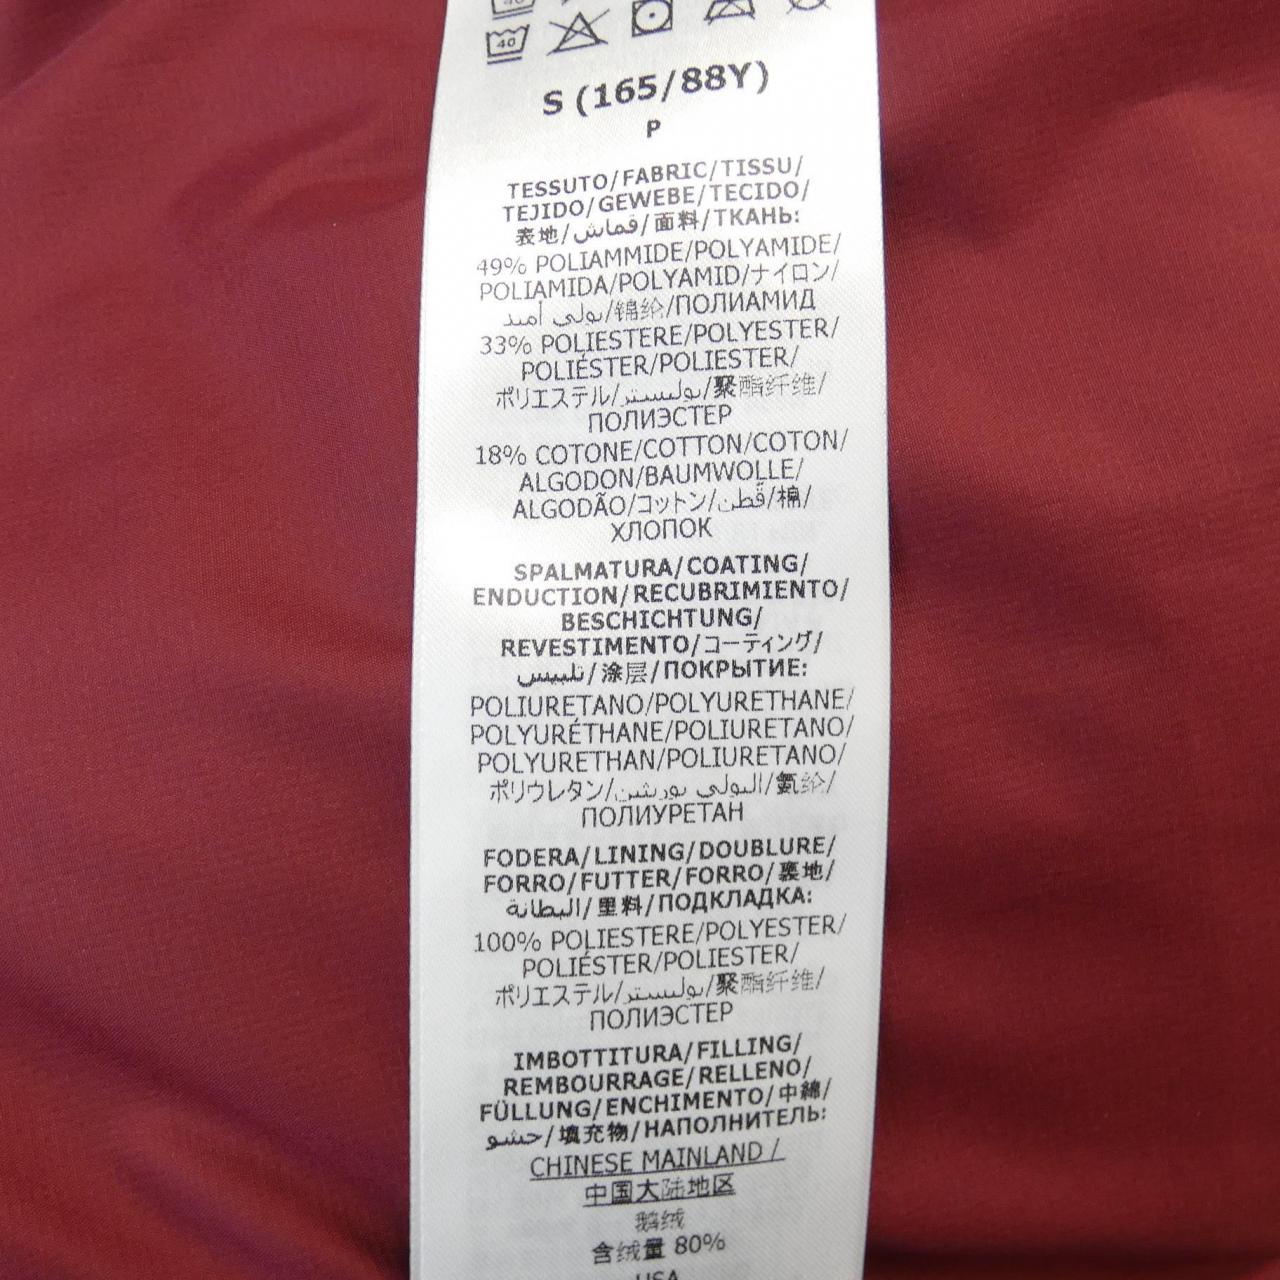 40
40
S (165/88Y)
P
TESSUTO/FABRIC/TISSU/
TEJIDO/GEWEBE/TECIDO/
表地/قماش/面料/ТКАНЬ:
49% POLIAMMIDE/POLYAMIDE/
POLIAMIDA/POLYAMID/ナイロン/
بولي أميد/锦纶/ПОЛИАМИД
33% POLIESTERE/POLYESTER/
POLIÉSTER/POLIESTER/
ポリエステル/بوليستر/聚酯纤维/
ПОЛИЭСТЕР
18% COTONE/COTTON/COTON/
ALGODON/BAUMWOLLE/
ALGODÃO/コットン/قطن/棉/
ХЛОПОК
SPALMATURA/COATING/
ENDUCTION/RECUBRIMIENTO/
BESCHICHTUNG/
REVESTIMENTO/コーティング/
تلبيس/涂层/ПОКРЫТИЕ:
POLIURETANO/POLYURETHANE/
POLYURÉTHANE/POLIURETANO/
POLYURETHAN/POLIURETANO/
ポリウレタン/البولي يوريثين/氨纶/
ПОЛИУРЕТАН
FODERA/LINING/DOUBLURE/
FORRO/FUTTER/FORRO/裏地/
البطانة/里料/ПОДКЛАДКА:
100% POLIESTERE/POLYESTER/
POLIÉSTER/POLIESTER/
ポリエステル/بوليستر/聚酯纤维/
ПОЛИЭСТЕР
IMBOTTITURA/FILLING/
REMBOURRAGE/RELLENO/
FÜLLUNG/ENCHIMENTO/中綿/
حشو/填充物/НАПОЛНИТЕЛЬ:
CHINESE MAINLAND /
中国大陆地区
鹅绒
含绒量 80%
USA